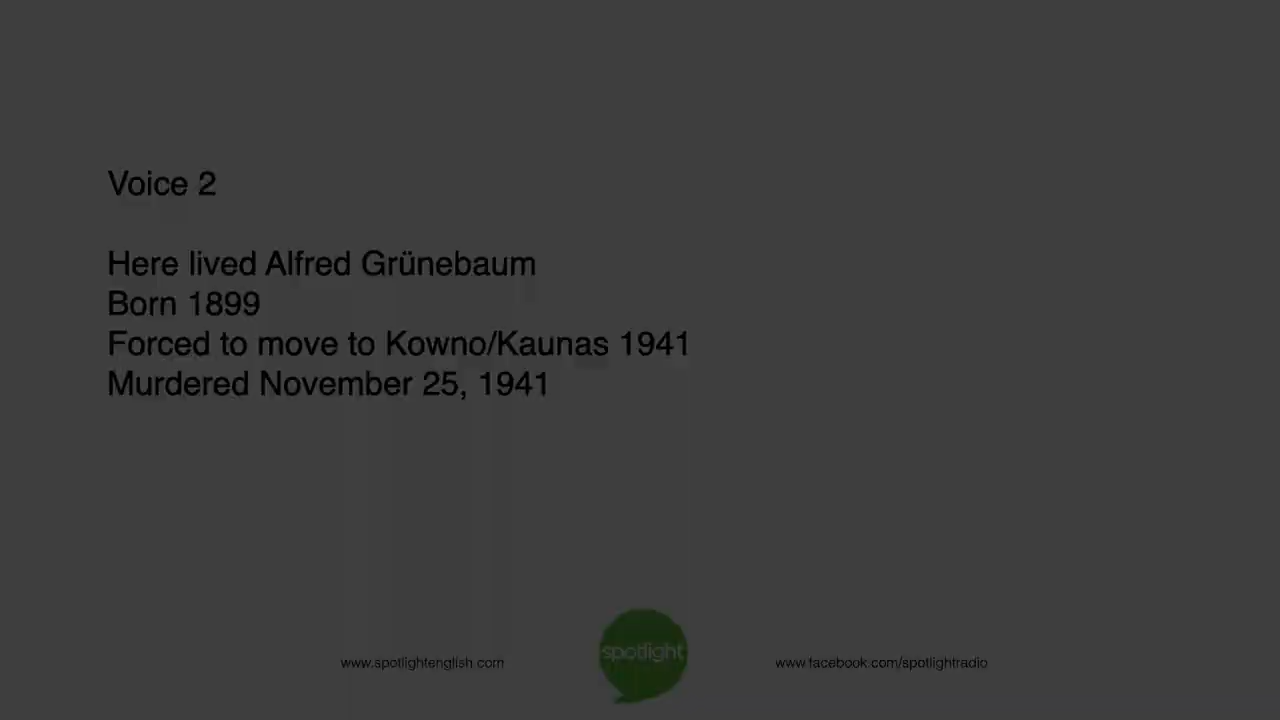 Voice 2
Here lived Alfred Grünebaum
Born 1899
Forced to move to Kowno/Kaunas 1941
Murdered November 25, 1941
spotlight
www.spotlightenglish.com
www.facebook.com/spotlightradio